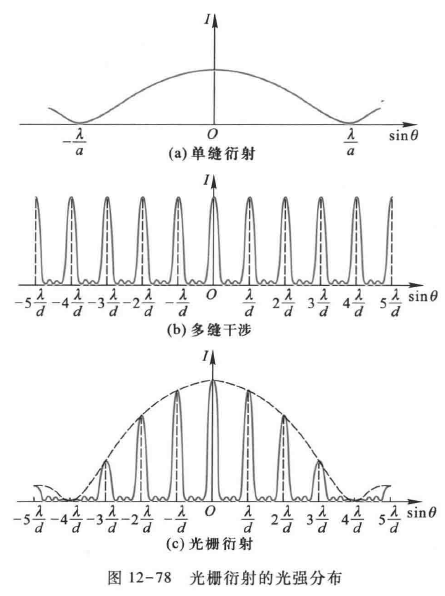 I
-λ/a O λ/a sinθ
(a) 单缝衍射
I
-5λ/d -4λ/d -3λ/d -2λ/d -λ/d O λ/d 2λ/d 3λ/d 4λ/d 5λ/d sinθ
(b) 多缝干涉
I
-5λ/d -4λ/d -3λ/d -2λ/d -λ/d O λ/d 2λ/d 3λ/d 4λ/d 5λ/d sinθ
(c) 光栅衍射
图 12-78 光栅衍射的光强分布